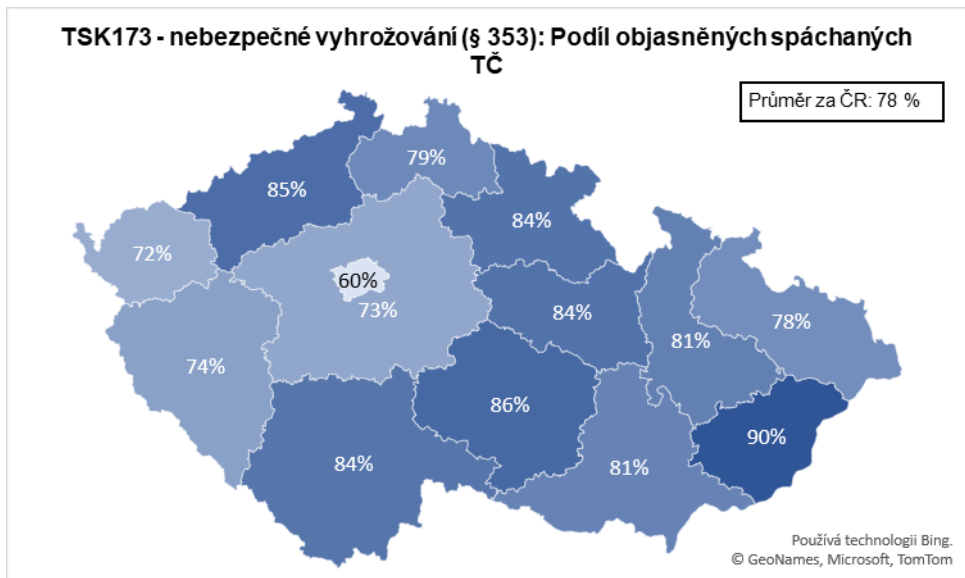 TSK173 - nebezpečné vyhrožování (§ 353): Podíl objasněných spáchaných
TČ
Průměr za ČR: 78 %
79%
85%
84%
72%
60%
73%
84%
78%
81%
74%
86%
90%
84%
81%
Používá technologii Bing.
© GeoNames, Microsoft, TomTom